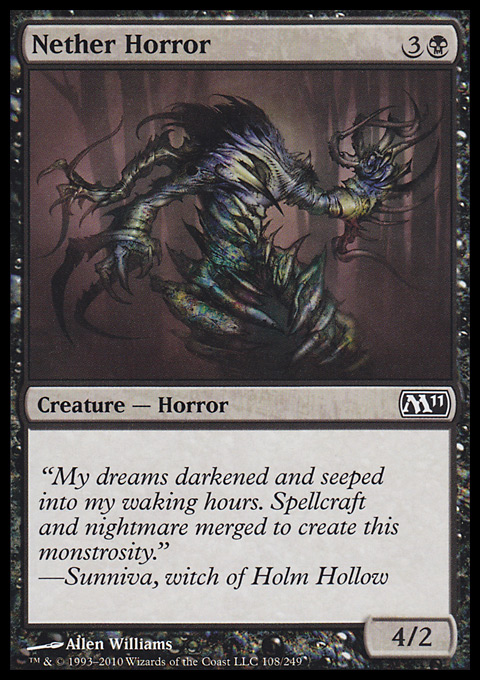 Nether Horror 3
Creature — Horror M11
“My dreams darkened and seeped
into my waking hours. Spellcraft
and nightmare merged to create this
monstrosity.”
—Sunniva, witch of Holm Hollow
Allen Williams
4/2
™ & © 1993–2010 Wizards of the Coast LLC 108/249